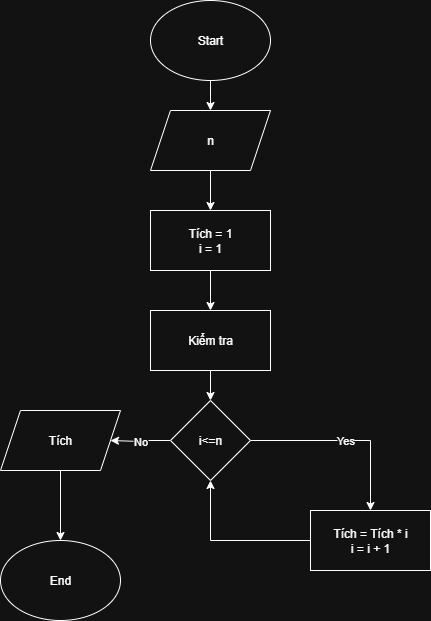 Start
n
Tích = 1
i = 1
Kiểm tra
i<=n
No
Yes
Tích
Tích = Tích * i
i = i + 1
End